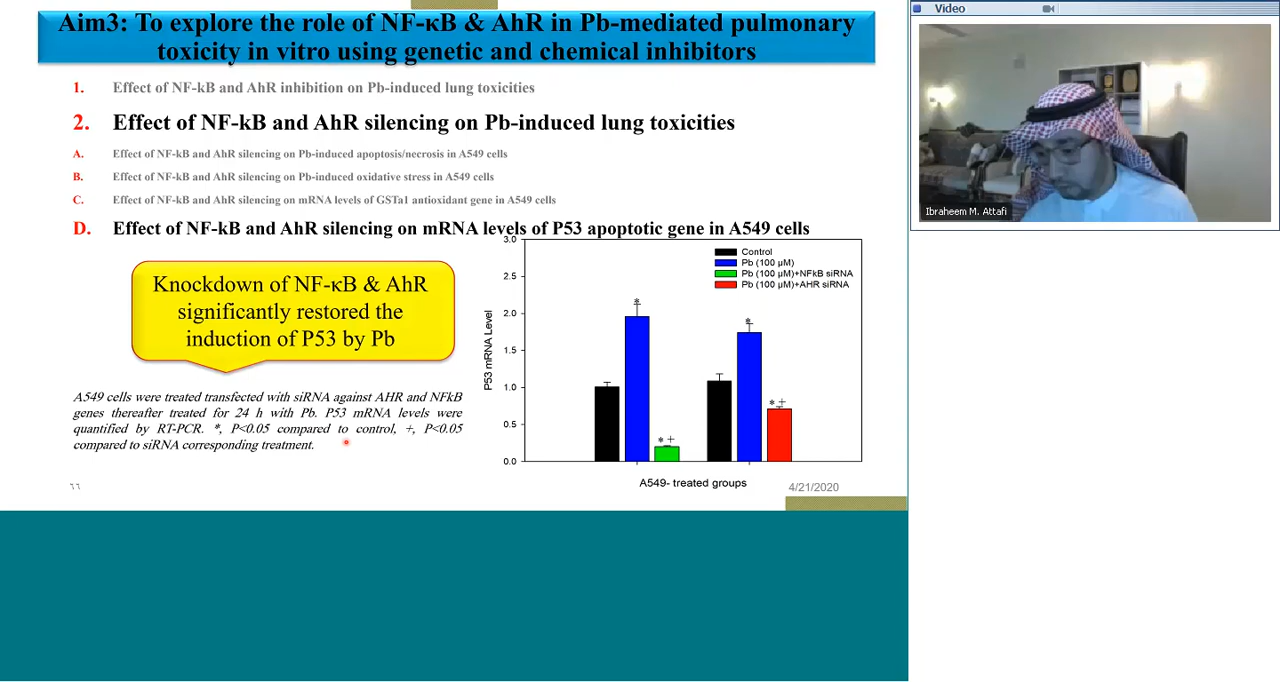 Aim3: To explore the role of NF-κB & AhR in Pb-mediated pulmonary
toxicity in vitro using genetic and chemical inhibitors
1. Effect of NF-kB and AhR inhibition on Pb-induced lung toxicities
2. Effect of NF-kB and AhR silencing on Pb-induced lung toxicities
A. Effect of NF-kB and AhR silencing on Pb-induced apoptosis/necrosis in A549 cells
B. Effect of NF-kB and AhR silencing on Pb-induced oxidative stress in A549 cells
C. Effect of NF-kB and AhR silencing on mRNA levels of GSTa1 antioxidant gene in A549 cells
D. Effect of NF-kB and AhR silencing on mRNA levels of P53 apoptotic gene in A549 cells
Knockdown of NF-κB & AhR
significantly restored the
induction of P53 by Pb
A549 cells were treated transfected with siRNA against AHR and NFkB
genes thereafter treated for 24 h with Pb. P53 mRNA levels were
quantified by RT-PCR. *, P<0.05 compared to control, +, P<0.05
compared to siRNA corresponding treatment.
P53 mRNA Level
3.0
2.5
2.0
1.5
1.0
0.5
0.0
Control
Pb (100 µM)
Pb (100 µM)+NFkB siRNA
Pb (100 µM)+AHR siRNA
*
*
* +
* +
A549- treated groups
٦٦
4/21/2020
Video
Ibraheem M. Attafi